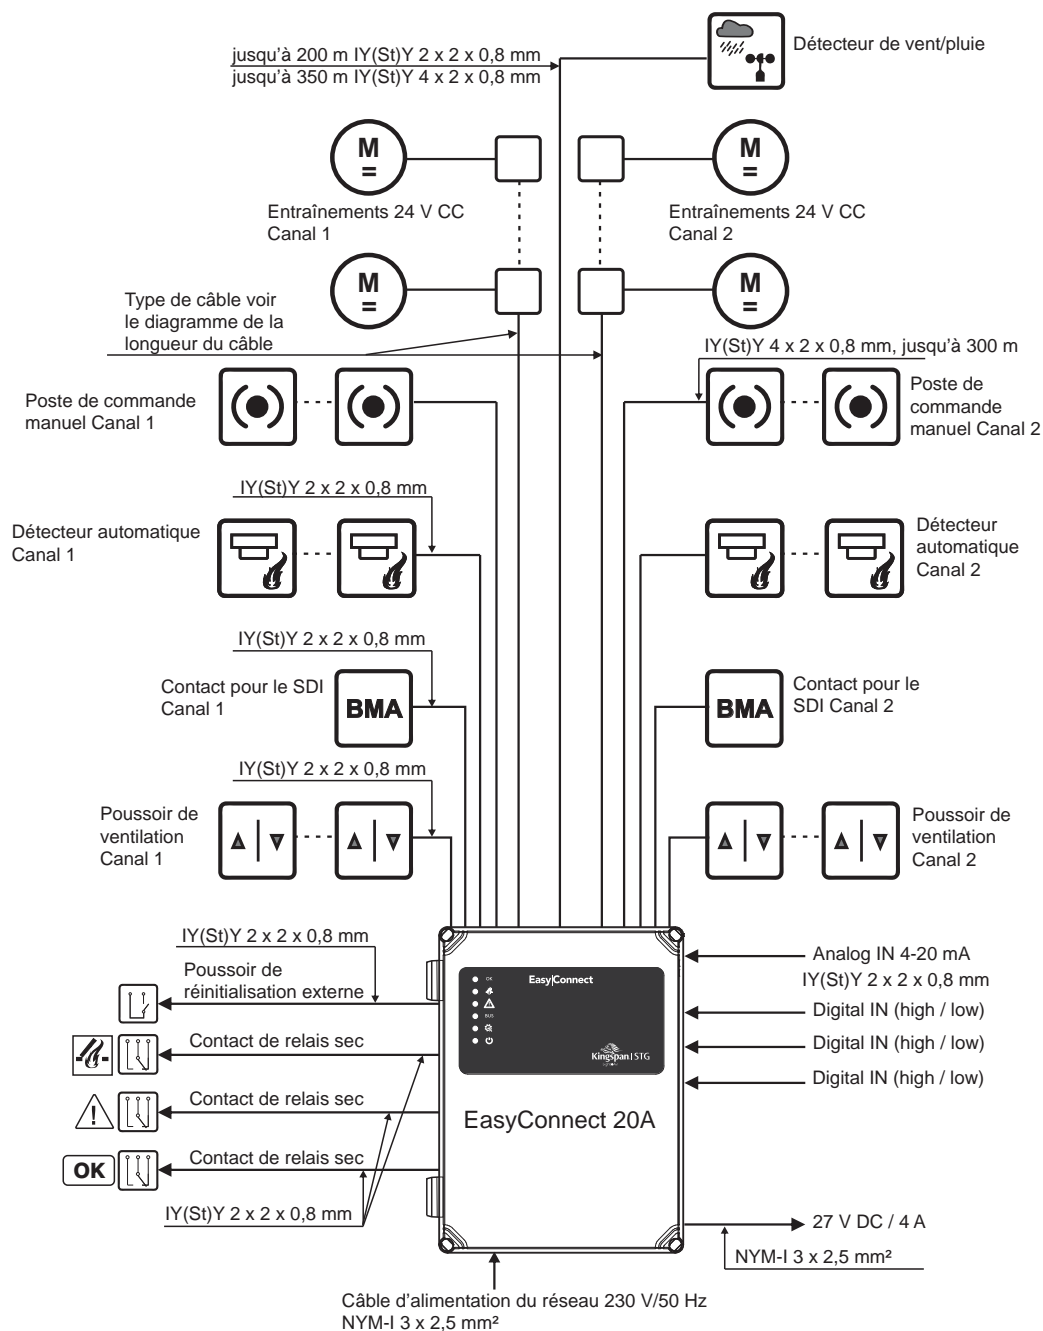 jusqu'à 200 m IY(St)Y 2 x 2 x 0,8 mm
jusqu'à 350 m IY(St)Y 4 x 2 x 0,8 mm
Détecteur de vent/pluie
M
=
M
=
Entraînements 24 V CC
Canal 1
Entraînements 24 V CC
Canal 2
M
=
M
=
Type de câble voir
le diagramme de la
longueur du câble
IY(St)Y 4 x 2 x 0,8 mm, jusqu'à 300 m
Poste de commande
manuel Canal 1
Poste de
commande
manuel Canal 2
IY(St)Y 2 x 2 x 0,8 mm
Détecteur automatique
Canal 1
Détecteur
automatique
Canal 2
IY(St)Y 2 x 2 x 0,8 mm
Contact pour le SDI
Canal 1
BMA
BMA
Contact pour le
SDI Canal 2
IY(St)Y 2 x 2 x 0,8 mm
Poussoir de
ventilation
Canal 1
Poussoir de
ventilation
Canal 2
IY(St)Y 2 x 2 x 0,8 mm
Poussoir de
réinitialisation externe
Contact de relais sec
Contact de relais sec
Contact de relais sec
OK
IY(St)Y 2 x 2 x 0,8 mm
OK
BUS
Easy|Connect
Kingspan | STG
EasyConnect 20A
Analog IN 4-20 mA
IY(St)Y 2 x 2 x 0,8 mm
Digital IN (high / low)
Digital IN (high / low)
Digital IN (high / low)
27 V DC / 4 A
NYM-I 3 x 2,5 mm²
Câble d'alimentation du réseau 230 V/50 Hz
NYM-I 3 x 2,5 mm²